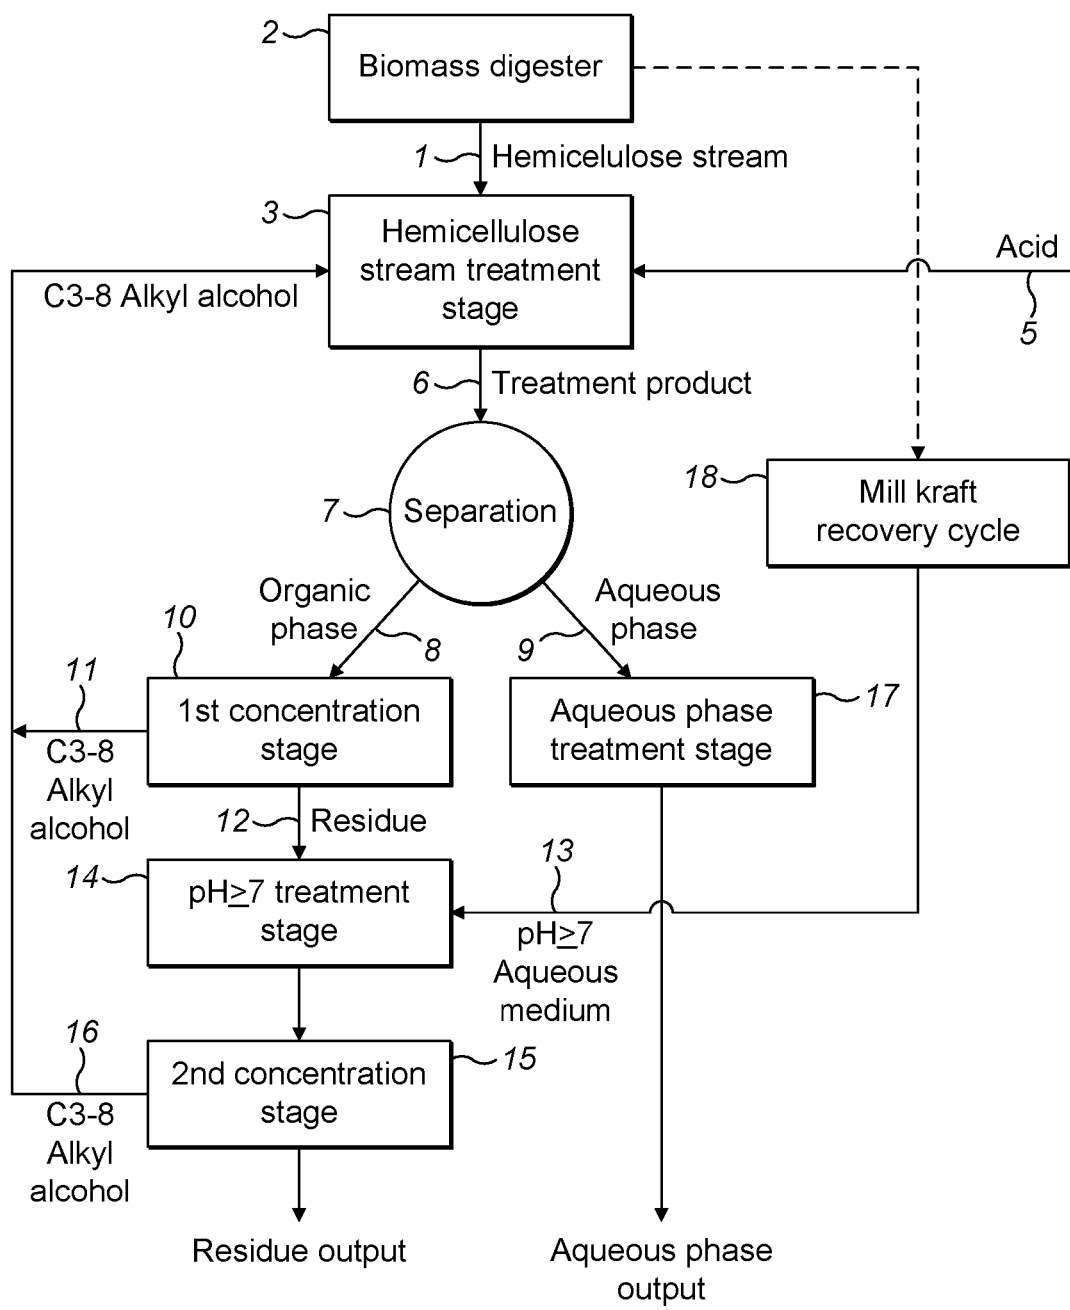 2
Biomass digester
1
Hemicelulose stream
3
Hemicellulose
stream treatment
stage
Acid
5
C3-8 Alkyl alcohol
6
Treatment product
7
Separation
18
Mill kraft
recovery cycle
Organic
phase
8
Aqueous
phase
9
10
1st concentration
stage
11
C3-8
Alkyl
alcohol
Aqueous phase
treatment stage
17
12
Residue
13
pH≥7
Aqueous
medium
14
pH≥7 treatment
stage
16
C3-8
Alkyl
alcohol
2nd concentration
stage
15
Residue output
Aqueous phase
output